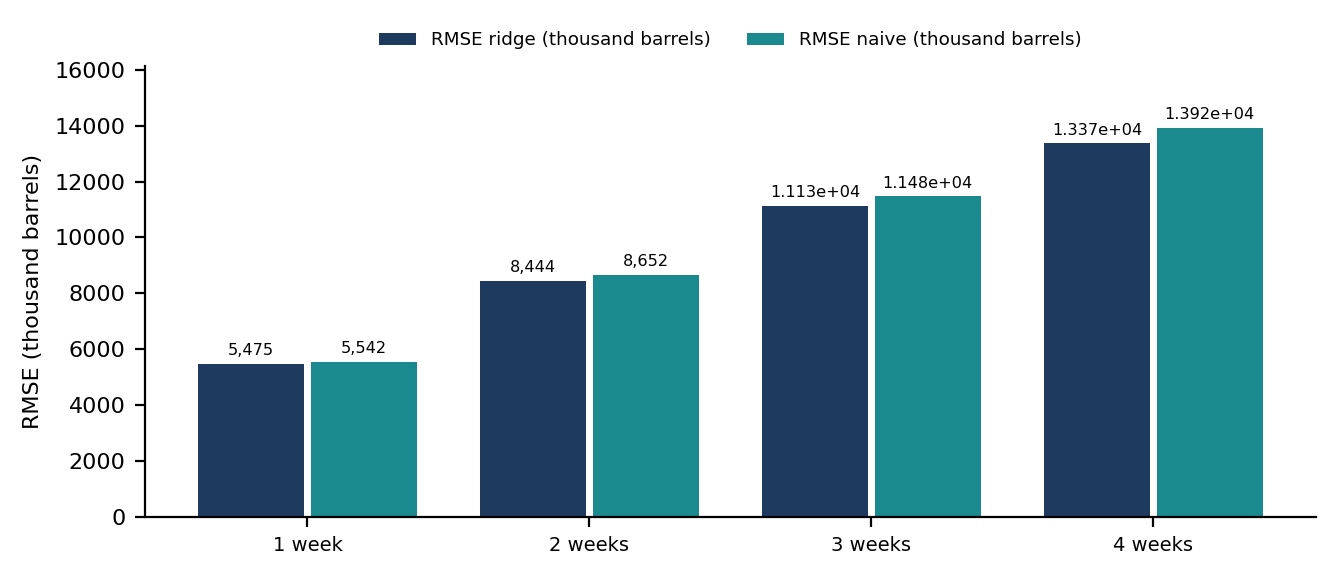 RMSE ridge (thousand barrels) RMSE naive (thousand barrels)
RMSE (thousand barrels)
16000
14000
12000
10000
8000
6000
4000
2000
0
5,475 5,542
8,444 8,652
1.113e+04 1.148e+04
1.337e+04 1.392e+04
1 week 2 weeks 3 weeks 4 weeks